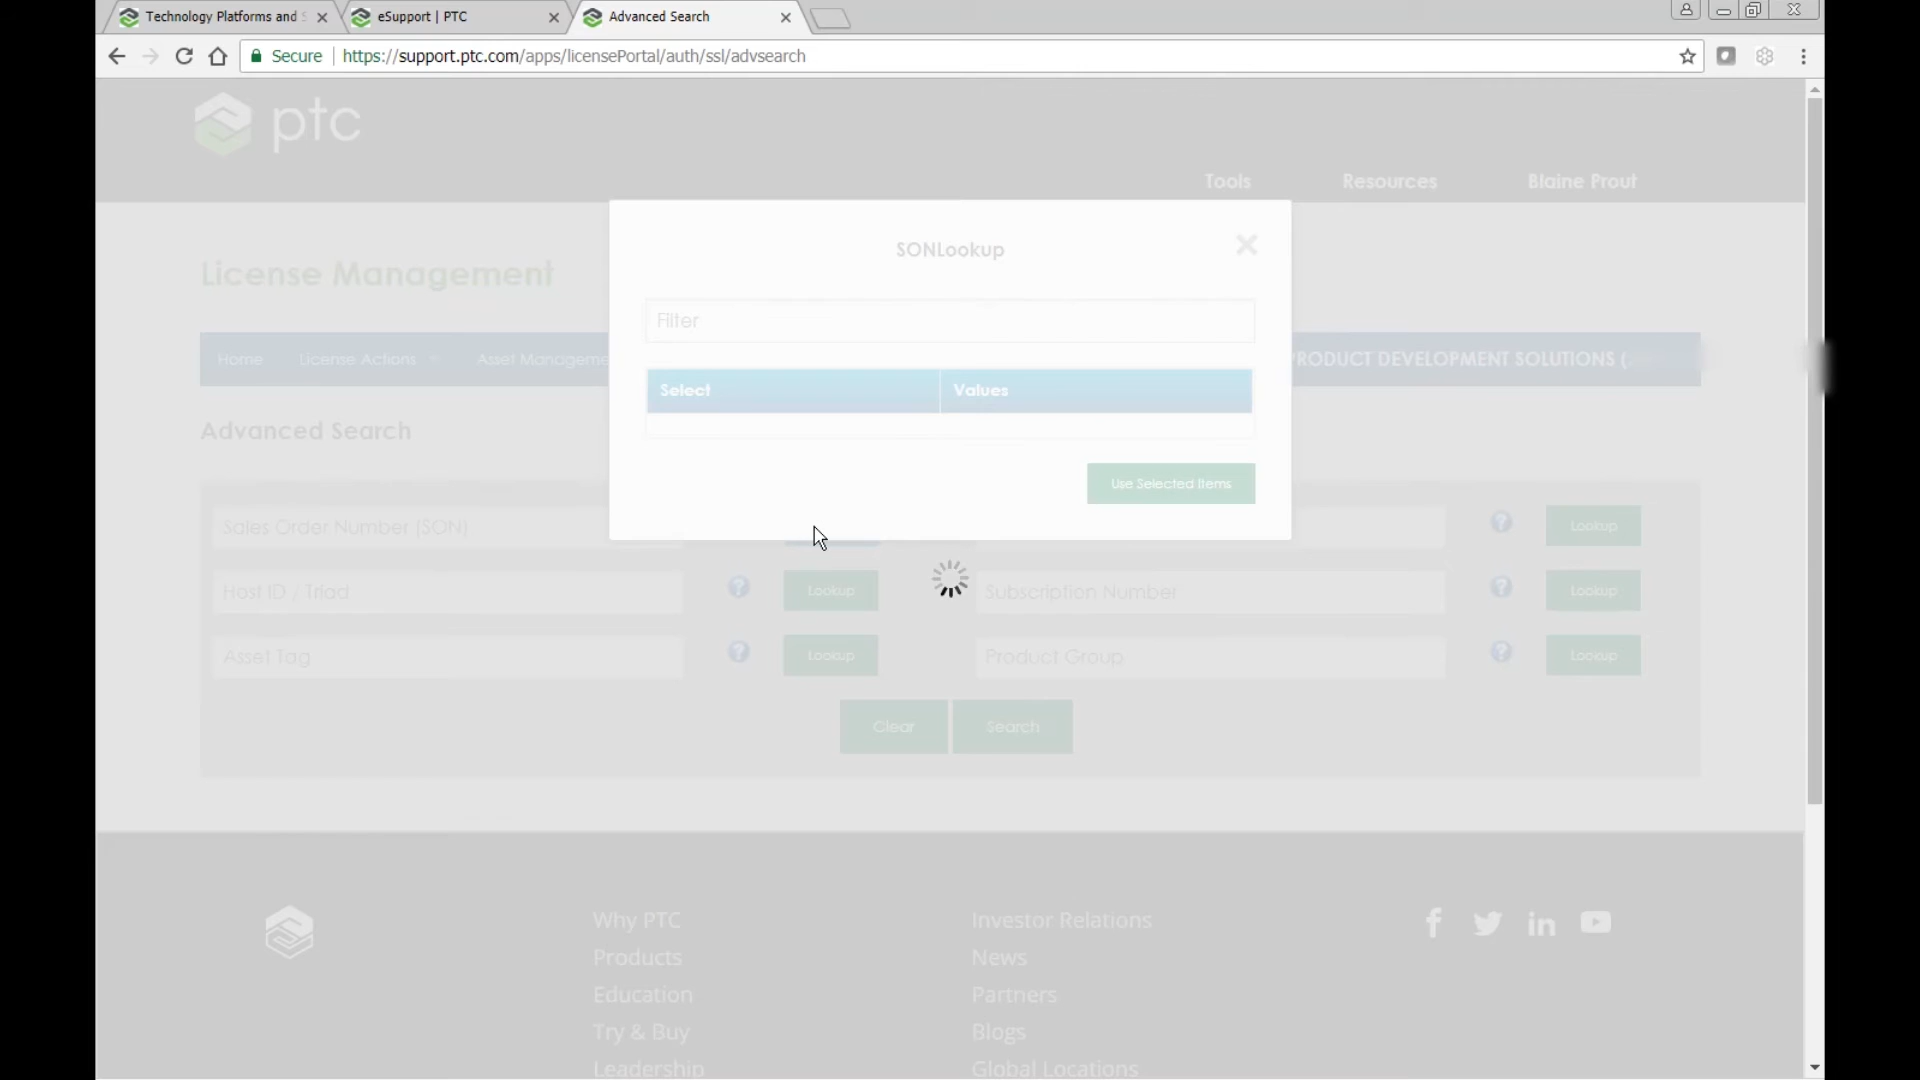 Technology Platforms and S
eSupport | PTC
Advanced Search
Secure
https://support.ptc.com/apps/licensePortal/auth/ssl/advsearch
ptc
Tools
Resources
Blaine Prout
SONLookup
License Management
Filter
Home
License Actions
Asset Manageme
PRODUCT DEVELOPMENT SOLUTIONS (
Select
Values
Advanced Search
Use Selected Items
Sales Order Number (SON)
?
Lookup
Host ID / Triad
?
Lookup
Subscription Number
?
Lookup
Asset Tag
?
Lookup
Product Group
?
Lookup
Clear
Search
Why PTC
Investor Relations
Products
News
Education
Partners
Try & Buy
Blogs
Leadership
Global Locations